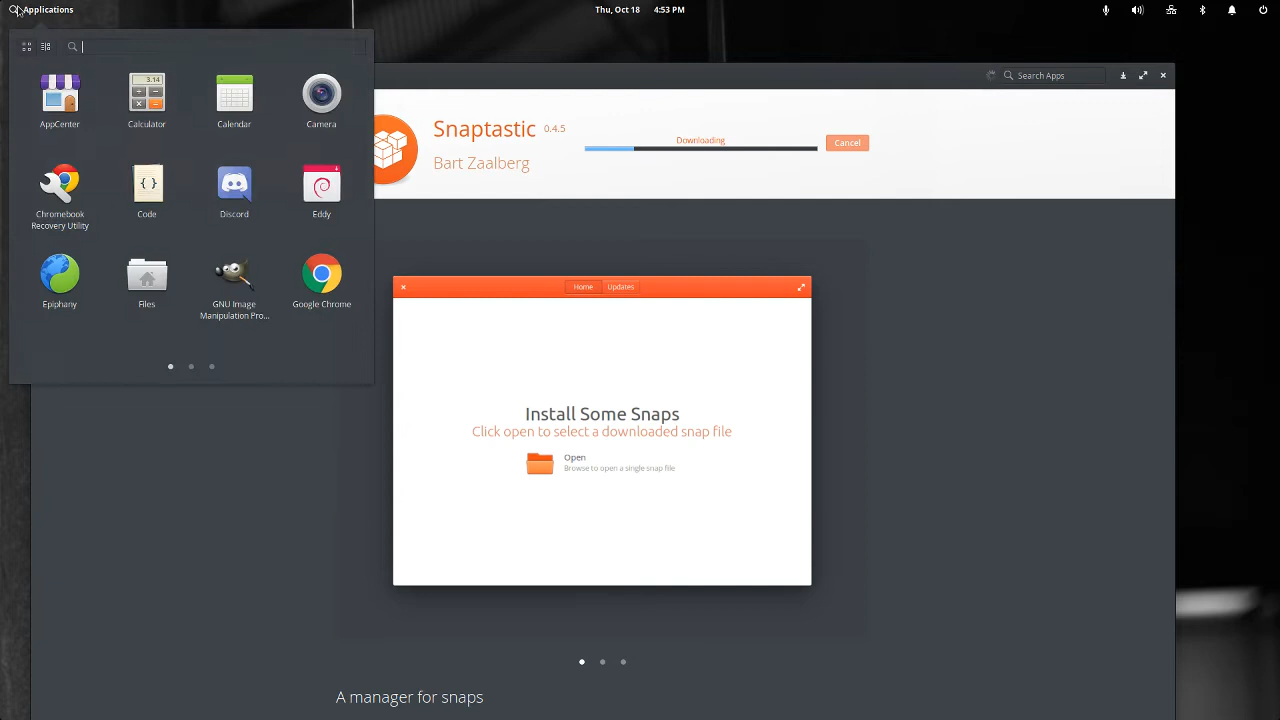 Applications
Thu, Oct 18 4:53 PM
Search Apps
AppCenter
3.14
Calculator
Calendar
Camera
Chromebook
Recovery Utility
{ }
Code
Discord
Eddy
Epiphany
Files
GNU Image
Manipulation Pro...
Google Chrome
Snaptastic 0.4.5
Bart Zaalberg
Downloading
Cancel
Home
Updates
Install Some Snaps
Click open to select a downloaded snap file
Open
Browse to open a single snap file
A manager for snaps